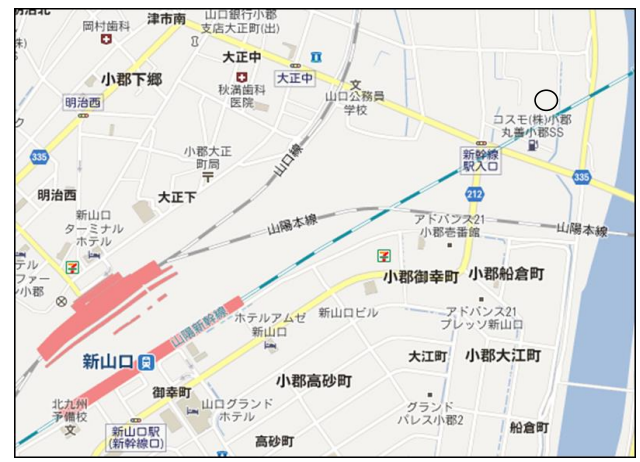 岡村歯科
津市南
山口銀行小郡
支店大正町(出)
大正中
小郡下郷
秋満歯科
医院
大正中
山口公務員
学校
明治西
コスモ(株)小郡
丸善小郡SS
335
小郡大正
町局
山口線
新幹線
駅入口
335
明治西
大正下
212
新山口
ターミナル
ホテル
山陽本線
アドバンス21
小郡壱番館
山陽本線
テル
ファー
ン小郡
小郡御幸町
小郡船倉町
山陽新幹線
ホテルアムゼ
新山口
新山口ビル
アドバンス21
プレッソ新山口
新山口
大江町
小郡大江町
御幸町
小郡高砂町
北九州
予備校
山口グランド
ホテル
グランド
パレス小郡2
新山口駅
(新幹線口)
高砂町
船倉町